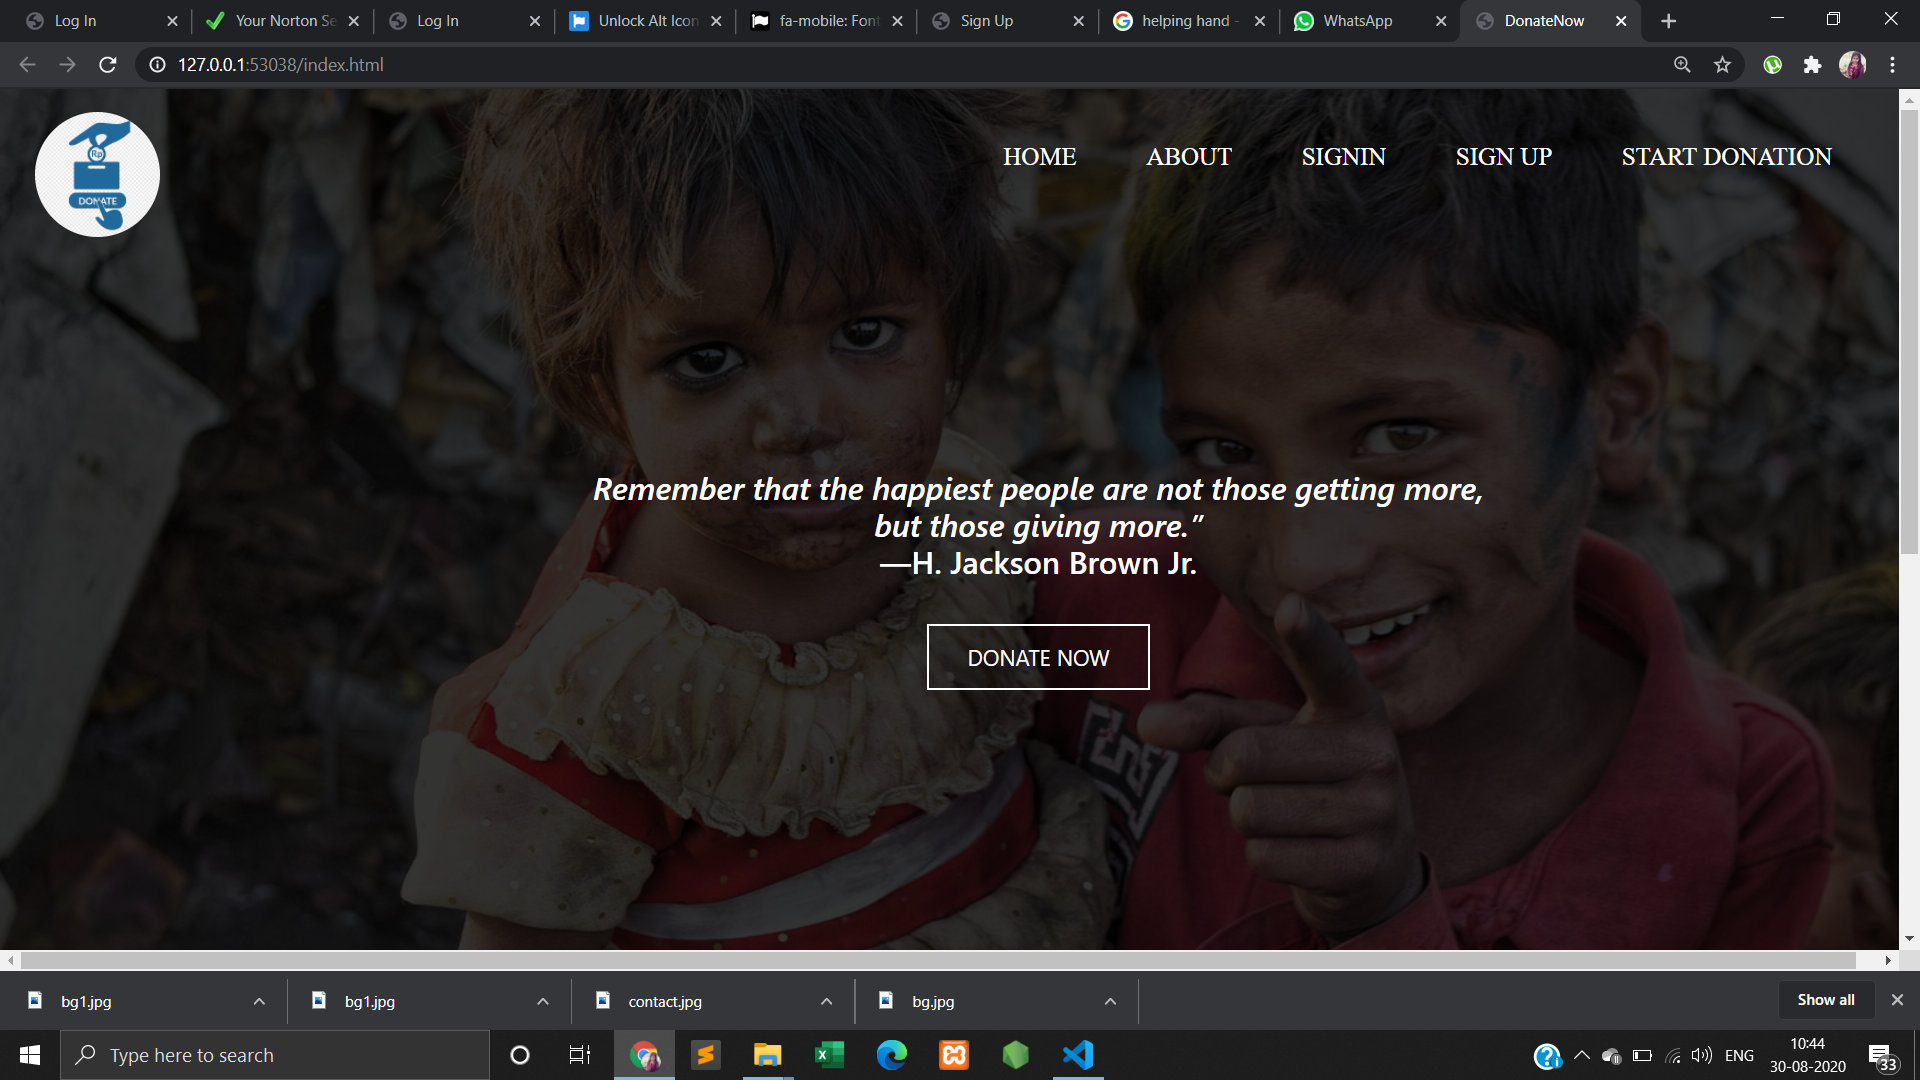 Log In
Your Norton Se
Log In
Unlock Alt Icon
fa-mobile: Font
Sign Up
helping hand -
WhatsApp
DonateNow
127.0.0.1:53038/index.html
Rp
DONATE
HOME
ABOUT
SIGNIN
SIGN UP
START DONATION
Remember that the happiest people are not those getting more,
but those giving more.”
—H. Jackson Brown Jr.
DONATE NOW
bg1.jpg
bg1.jpg
contact.jpg
bg.jpg
Show all
Type here to search
ENG
10:44
30-08-2020
33